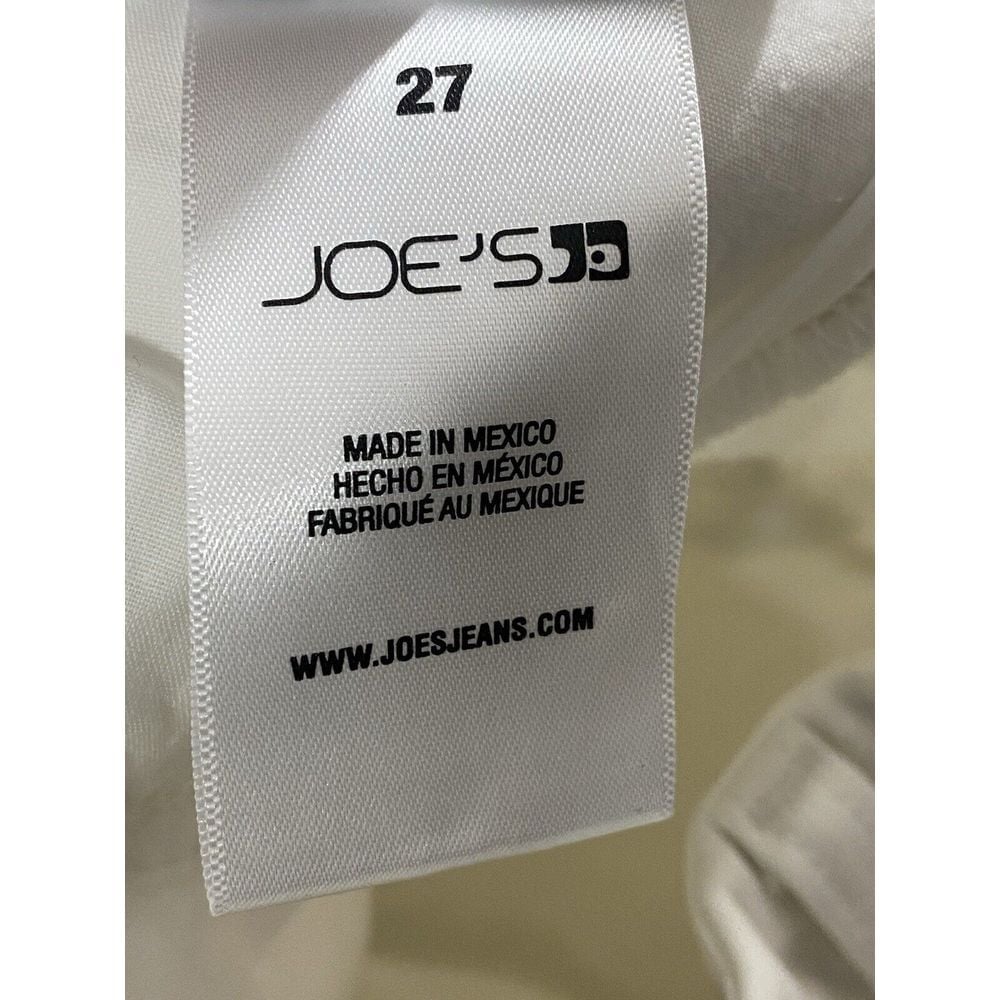 27
JOE'S
MADE IN MEXICO
HECHO EN MÉXICO
FABRIQUÉ AU MEXIQUE
WWW.JOESJEANS.COM